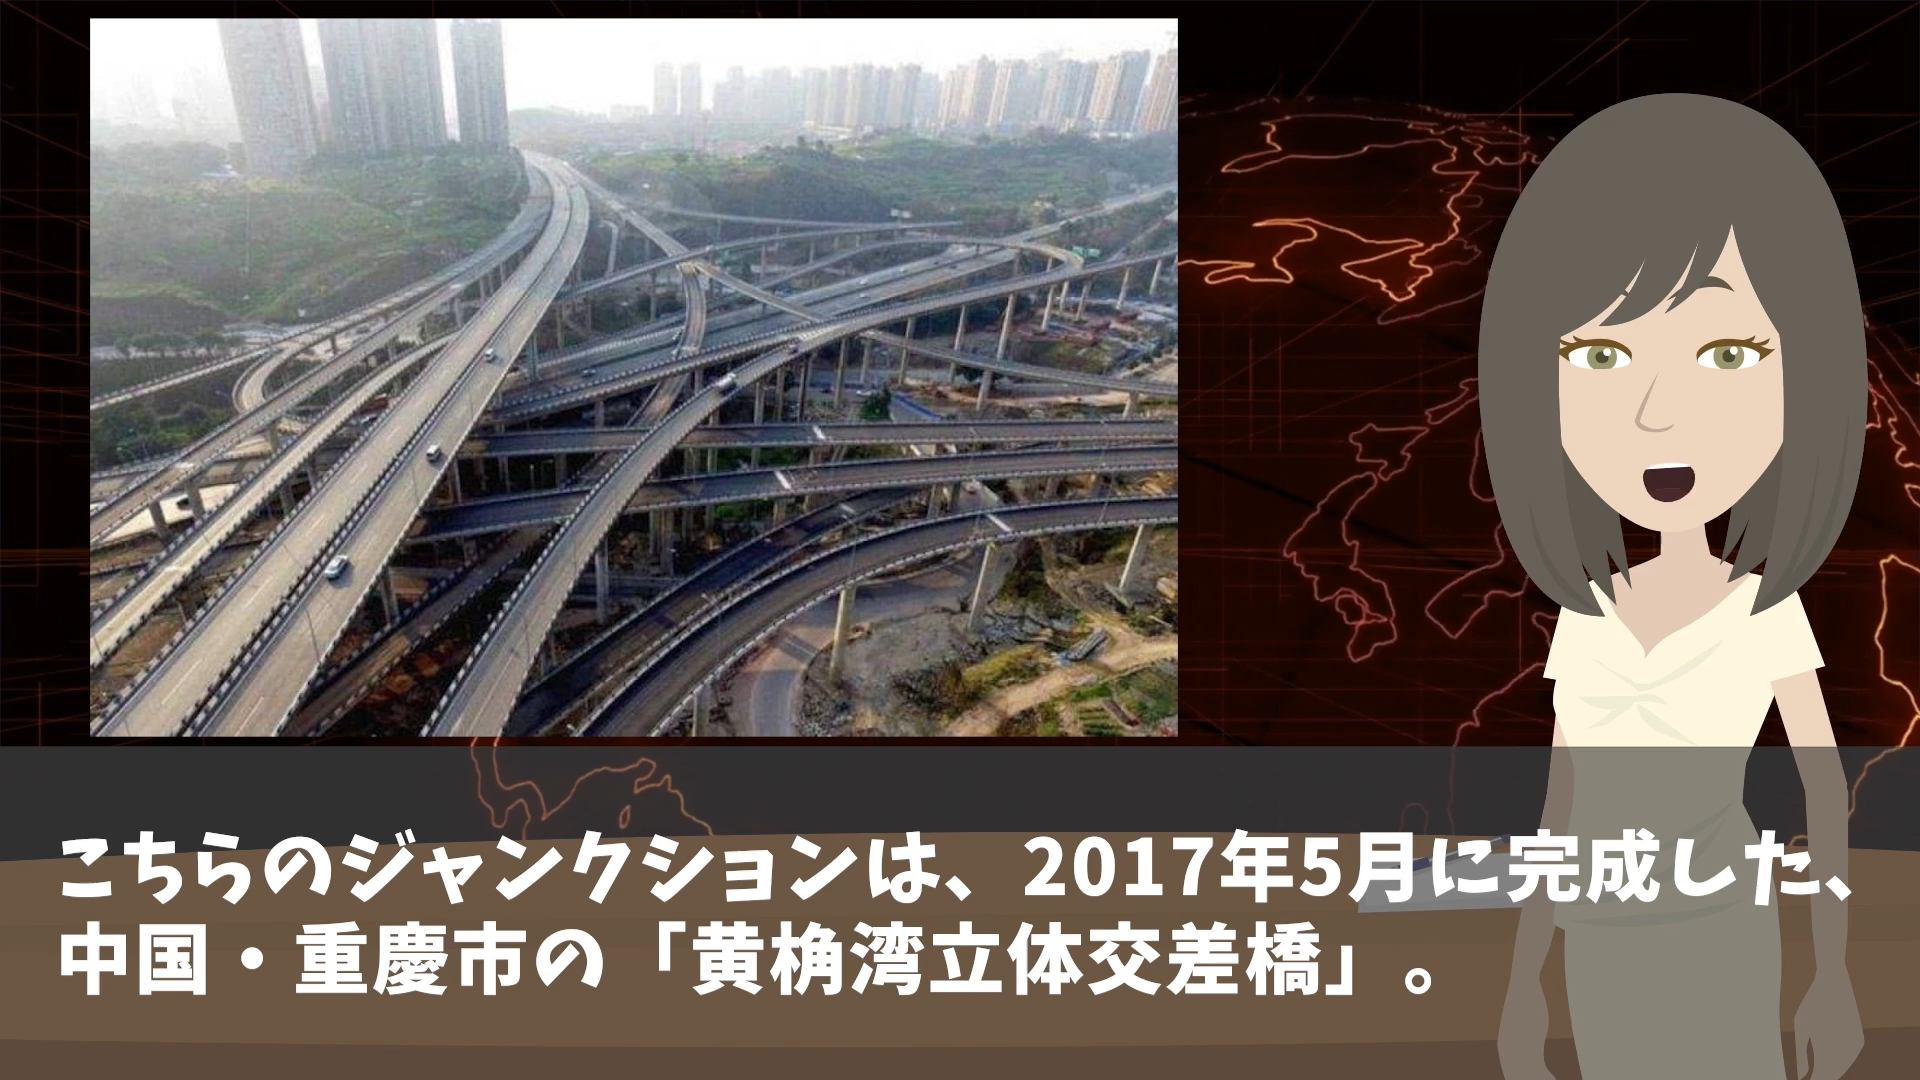 こちらのジャンクションは、2017年5月に完成した、
中国・重慶市の「黄桷湾立体交差橋」。